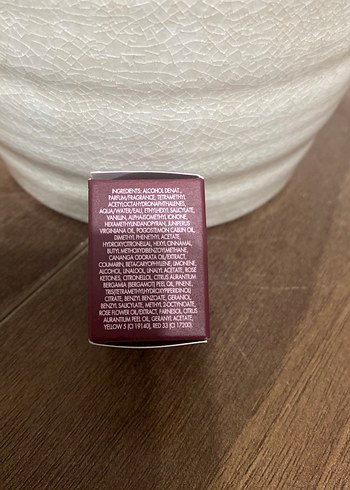 INGREDIENTS: ALCOHOL DENAT.,
PARFUM/FRAGRANCE, TETRAMETHYL
ACETYLOCTAHYDRONAPHTHALENES,
AQUA/WATER/EAU, ETHYLHEXYL SALICYLATE,
VANILLIN, ALPHA-ISOMETHYL IONONE,
HEXAMETHYLINDANOPYRAN, JUNIPERUS
VIRGINIANA OIL, POGOSTEMON CABLIN OIL,
DIMETHYL PHENETHYL ACETATE,
HYDROXYCITRONELLAL, HEXYL CINNAMAL,
BUTYL METHOXYDIBENZOYLMETHANE,
CANANGA ODORATA OIL/EXTRACT,
COUMARIN, BETA-CARYOPHYLLENE, LIMONENE,
ALCOHOL, LINALOOL, LINALYL ACETATE, ROSE
KETONES, CITRONELLOL, CITRUS AURANTIUM
BERGAMIA (BERGAMOT) PEEL OIL, PINENE,
TRIS(TETRAMETHYLHYDROXYPIPERIDINOL)
CITRATE, BENZYL BENZOATE, GERANIOL,
BENZYL SALICYLATE, METHYL 2-OCTYNOATE,
ROSE FLOWER OIL/EXTRACT, FARNESOL, CITRUS
AURANTIUM PEEL OIL, GERANYL ACETATE,
YELLOW 5 (CI 19140), RED 33 (CI 17200).